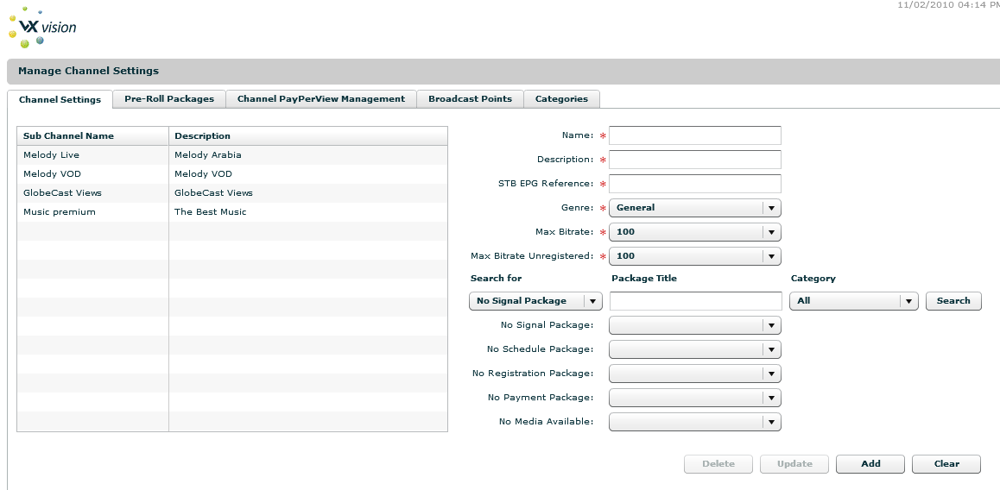 11/02/2010 04:14 PM
VX vision
Manage Channel Settings
Channel Settings Pre-Roll Packages Channel PayPerView Management Broadcast Points Categories
Sub Channel Name Description
Melody Live Melody Arabia
Melody VOD Melody VOD
GlobeCast Views GlobeCast Views
Music premium The Best Music
Name: *
Description: *
STB EPG Reference: *
Genre: * General
Max Bitrate: * 100
Max Bitrate Unregistered: * 100
Search for Package Title Category
No Signal Package All Search
No Signal Package:
No Schedule Package:
No Registration Package:
No Payment Package:
No Media Available:
Delete Update Add Clear